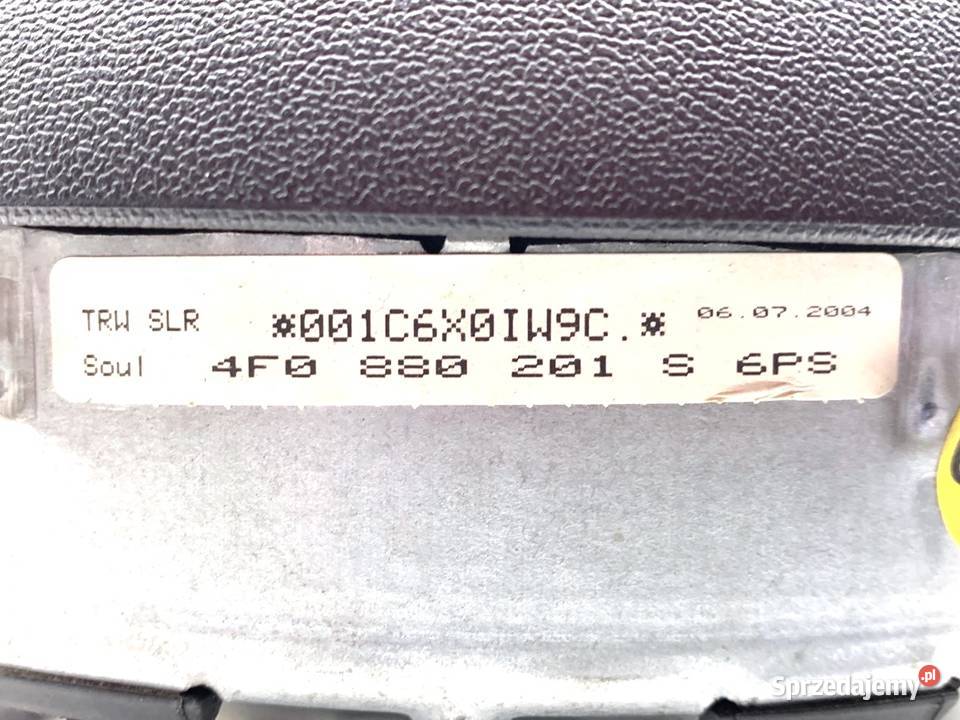 TRW SLR *001C6X0IW9C.* 06.07.2004
Soul 4F0 880 201 S 6PS
Sprzedajemy.pl